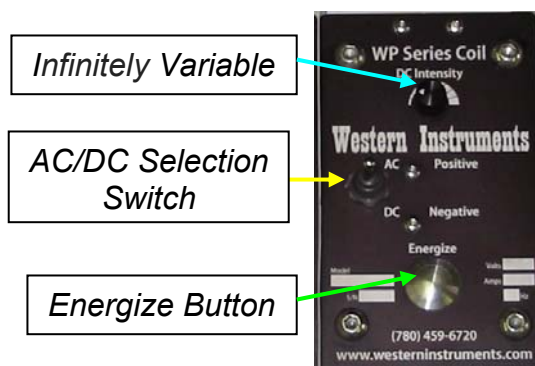 Infinitely Variable
AC/DC Selection
Switch
Energize Button
WP Series Coil
DC Intensity
Western Instruments
AC Positive
DC Negative
Energize
Model
Volts
Amps
S/N
Hz
(780) 459-6720
www.westerninstruments.com